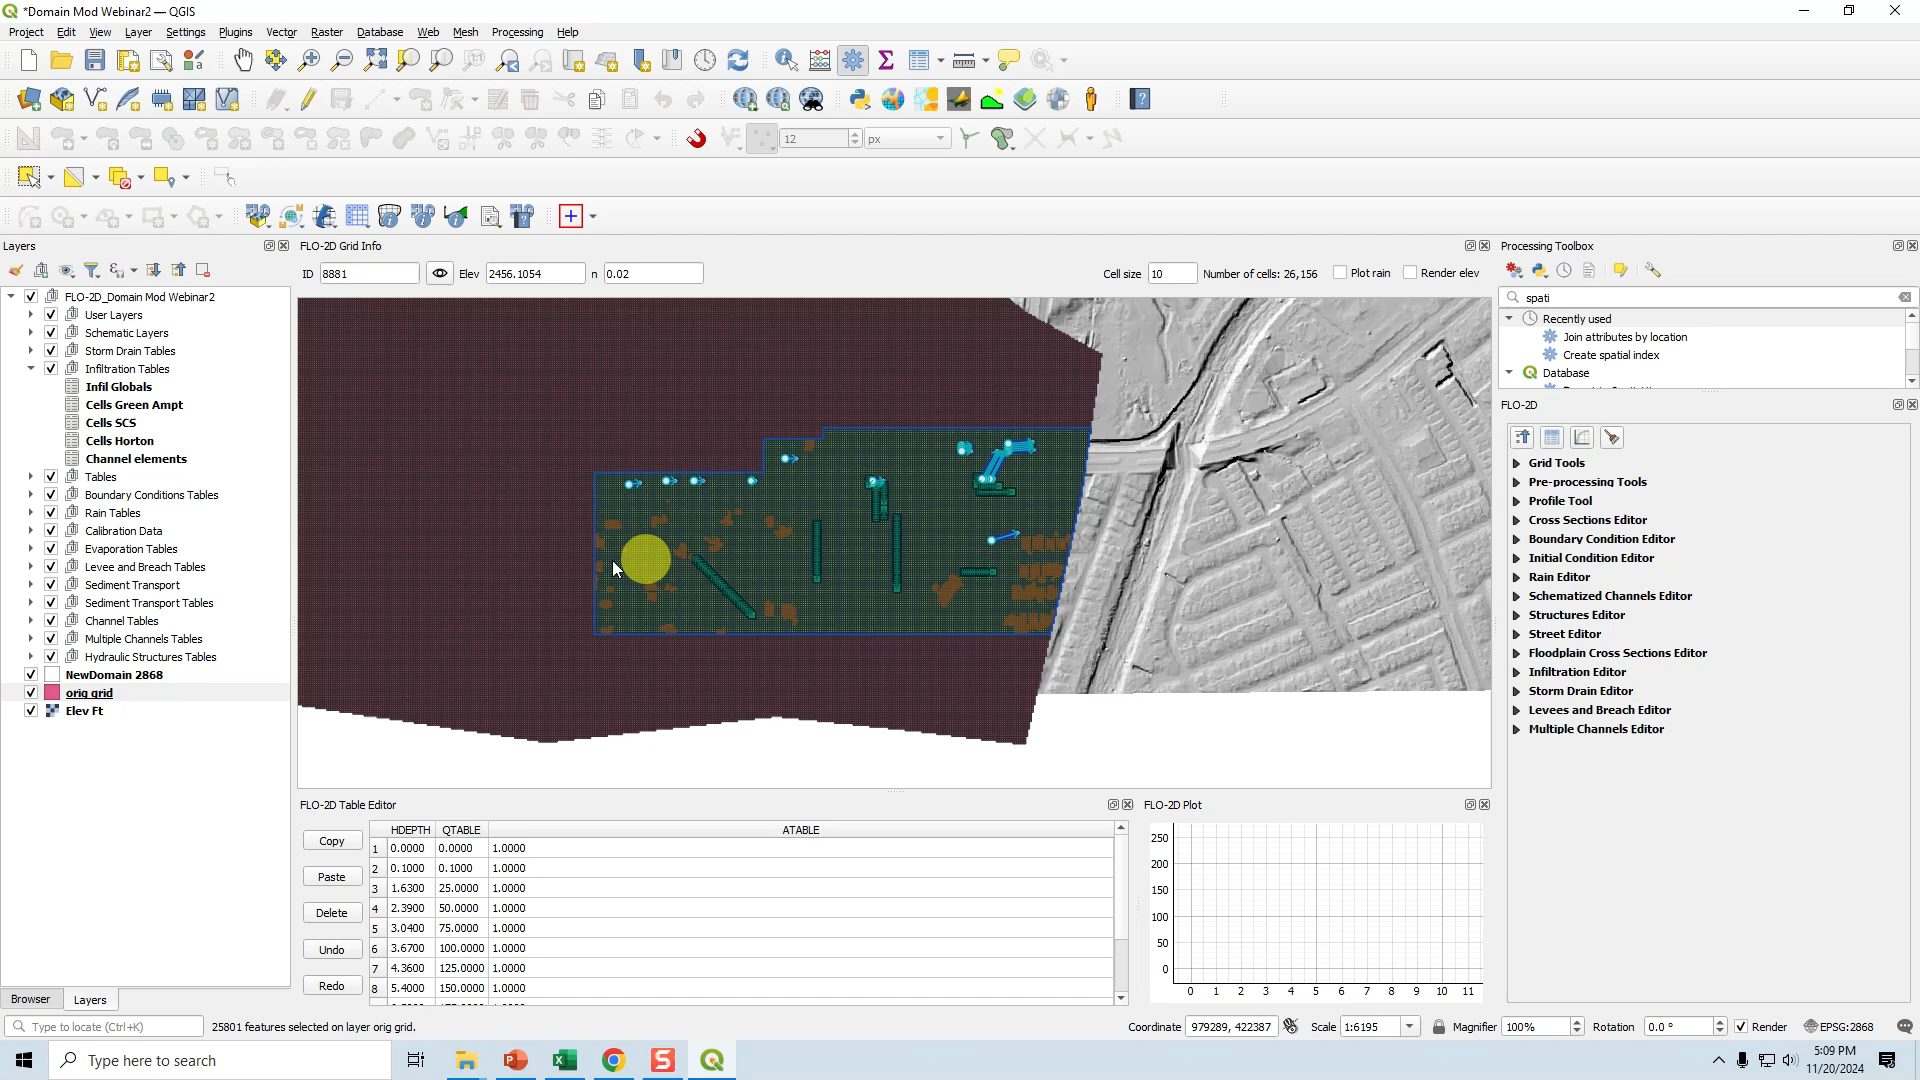 *Domain Mod Webinar2 — QGIS
Project Edit View Layer Settings Plugins Vector Raster Database Web Mesh Processing Help
12 px
Layers
FLO-2D_Domain Mod Webinar2
User Layers
Schematic Layers
Storm Drain Tables
Infiltration Tables
Infil Globals
Cells Green Ampt
Cells SCS
Cells Horton
Channel elements
Tables
Boundary Conditions Tables
Rain Tables
Calibration Data
Evaporation Tables
Levee and Breach Tables
Sediment Transport
Sediment Transport Tables
Channel Tables
Multiple Channels Tables
Hydraulic Structures Tables
NewDomain 2868
orig grid
Elev Ft
Browser Layers
FLO-2D Grid Info
ID 8881 Elev 2456.1054 n 0.02 Cell size 10 Number of cells: 26,156 Plot rain Render elev
FLO-2D Table Editor
Copy
Paste
Delete
Undo
Redo
HDEPTH QTABLE ATABLE
1 0.0000 0.0000 1.0000
2 0.1000 0.1000 1.0000
3 1.6300 25.0000 1.0000
4 2.3900 50.0000 1.0000
5 3.0400 75.0000 1.0000
6 3.6700 100.0000 1.0000
7 4.3600 125.0000 1.0000
8 5.4000 150.0000 1.0000
FLO-2D Plot
250
200
150
100
50
0
0 1 2 3 4 5 6 7 8 9 10 11
Processing Toolbox
spati
Recently used
Join attributes by location
Create spatial index
Database
FLO-2D
Grid Tools
Pre-processing Tools
Profile Tool
Cross Sections Editor
Boundary Condition Editor
Initial Condition Editor
Rain Editor
Schematized Channels Editor
Structures Editor
Street Editor
Floodplain Cross Sections Editor
Infiltration Editor
Storm Drain Editor
Levees and Breach Editor
Multiple Channels Editor
Type to locate (Ctrl+K) 25801 features selected on layer orig grid. Coordinate 979289, 422387 Scale 1:6195 Magnifier 100% Rotation 0.0 ° Render EPSG:2868
Type here to search
5:09 PM
11/20/2024